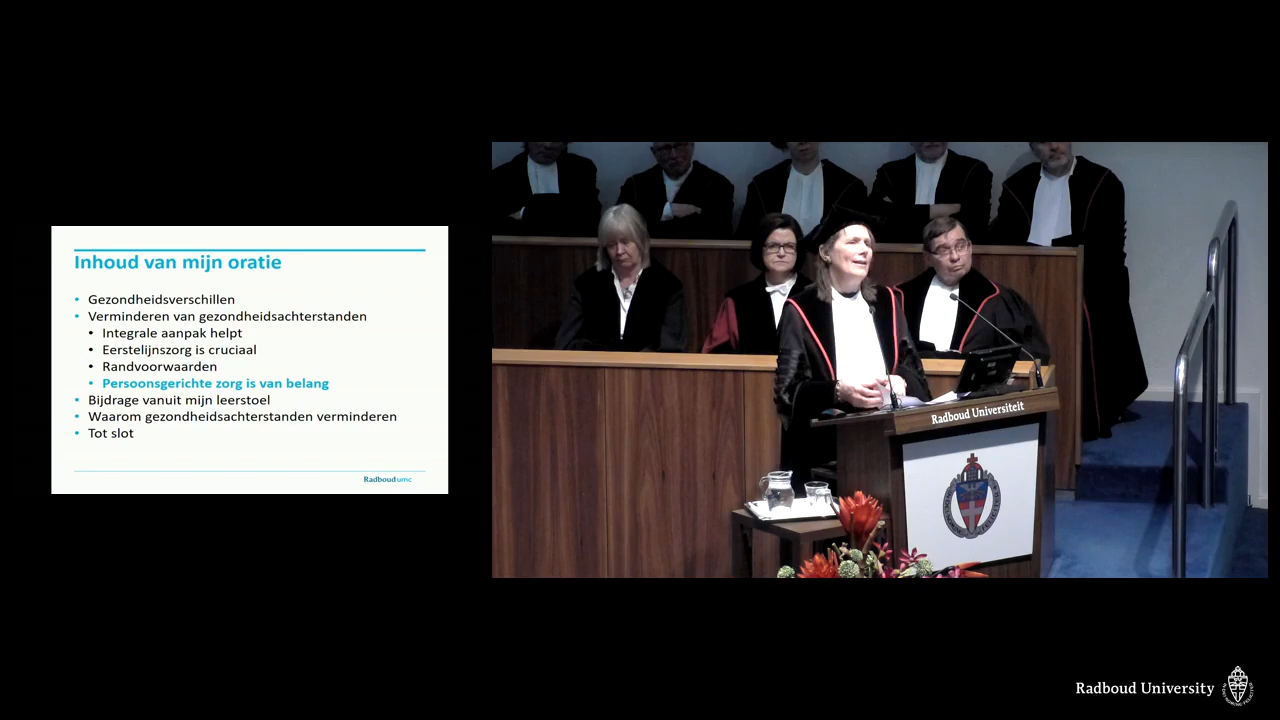 Inhoud van mijn oratie
• Gezondheidsverschillen
• Verminderen van gezondheidsachterstanden
• Integrale aanpak helpt
• Eerstelijnszorg is cruciaal
• Randvoorwaarden
• Persoonsgerichte zorg is van belang
• Bijdrage vanuit mijn leerstoel
• Waarom gezondheidsachterstanden verminderen
• Tot slot
Radboudumc
Radboud Universiteit
Radboud University